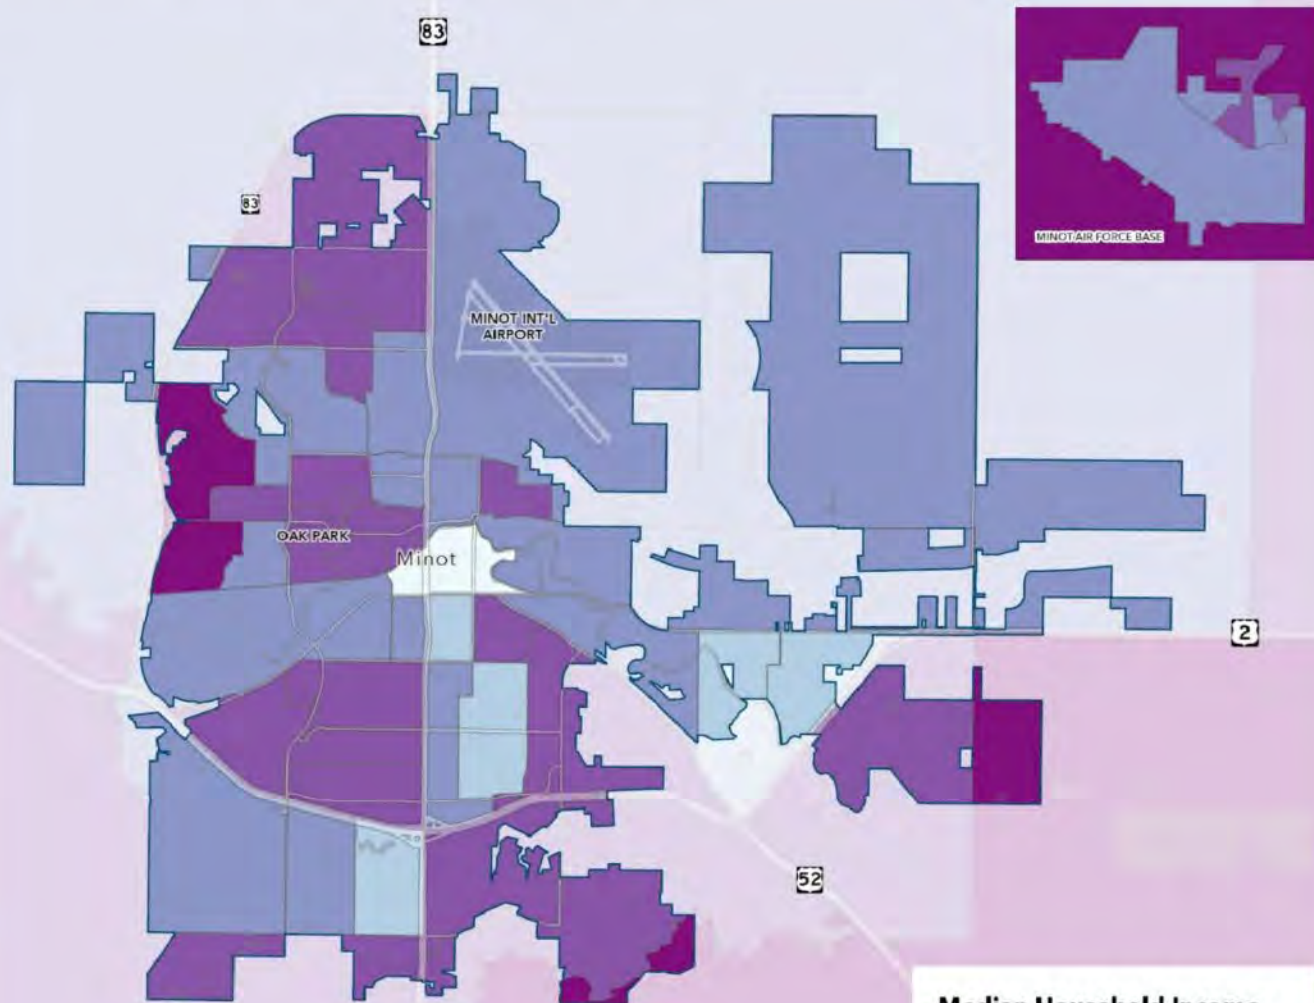 83
83
MINOT AIR FORCE BASE
MINOT INT'L
AIRPORT
OAK PARK
Minot
2
52
Median Household Income